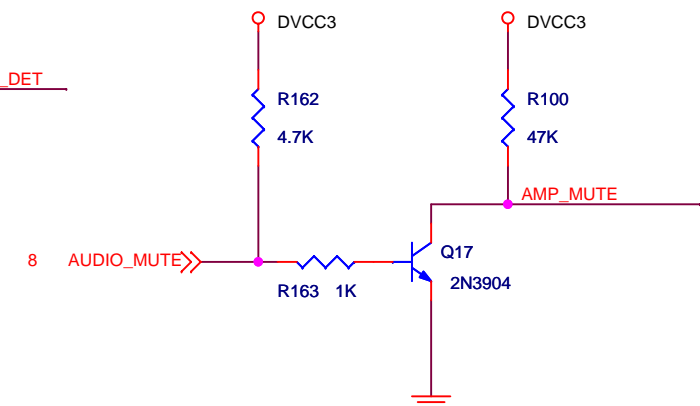 DVCC3
DVCC3
_DET
R162
4.7K
R100
47K
AMP_MUTE
8 AUDIO_MUTE
Q17
2N3904
R163 1K